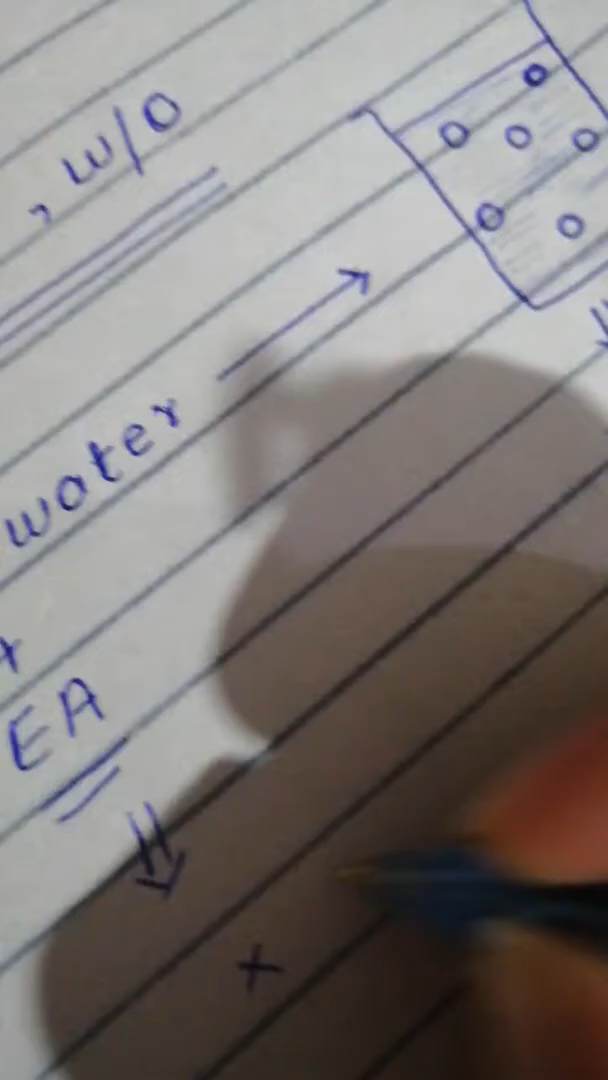 , W/O
water →
+
EA
⇓
+